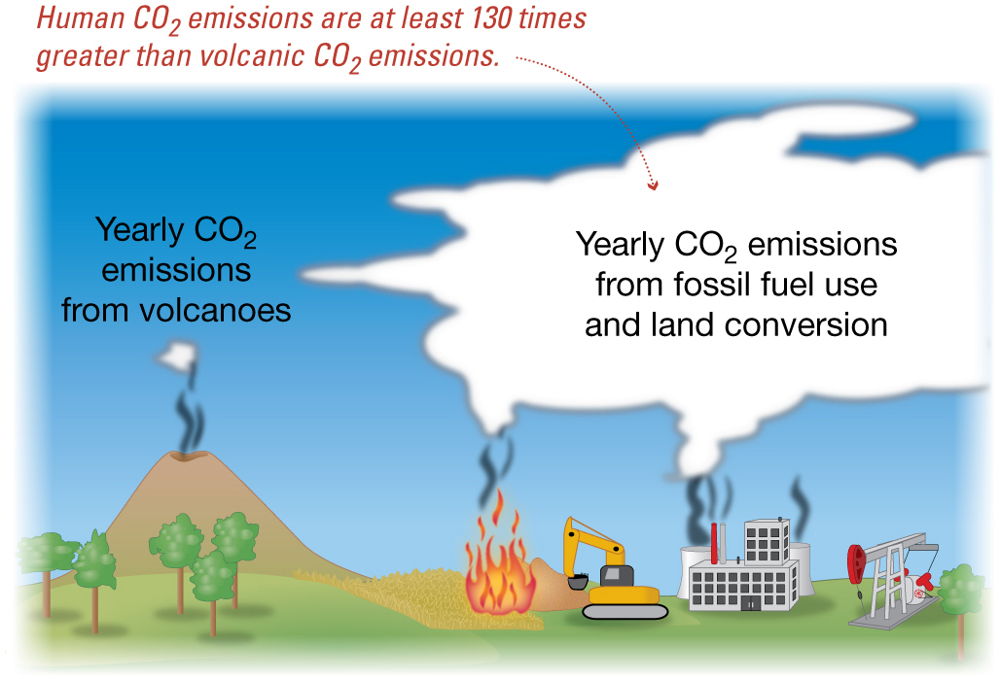 Human CO₂ emissions are at least 130 times
greater than volcanic CO₂ emissions.
Yearly CO₂
emissions
from volcanoes
Yearly CO₂ emissions
from fossil fuel use
and land conversion